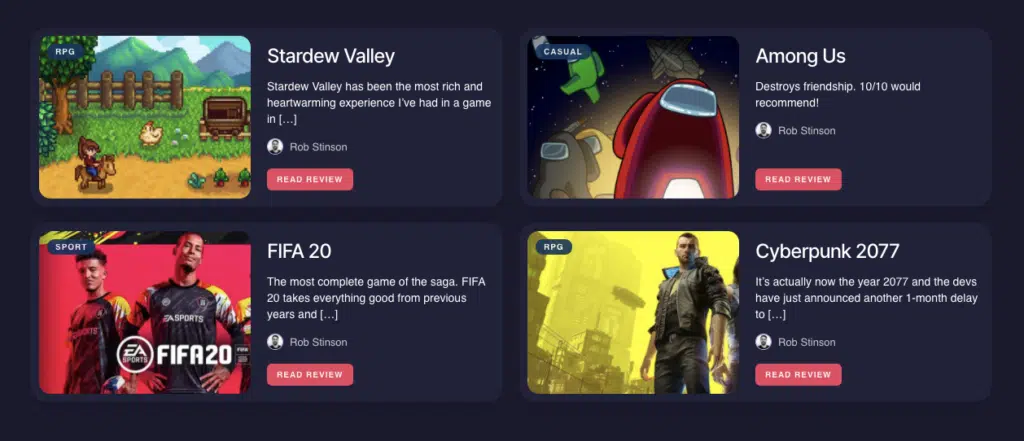 RPG
Stardew Valley
Stardew Valley has been the most rich and
heartwarming experience I've had in a game
in […]
Rob Stinson
READ REVIEW
CASUAL
Among Us
Destroys friendship. 10/10 would
recommend!
Rob Stinson
READ REVIEW
SPORT
EA SPORTS
EA
SPORTS
FIFA20
FIFA 20
The most complete game of the saga. FIFA
20 takes everything good from previous
years and […]
Rob Stinson
READ REVIEW
RPG
Cyberpunk 2077
It's actually now the year 2077 and the devs
have just announced another 1-month delay
to […]
Rob Stinson
READ REVIEW